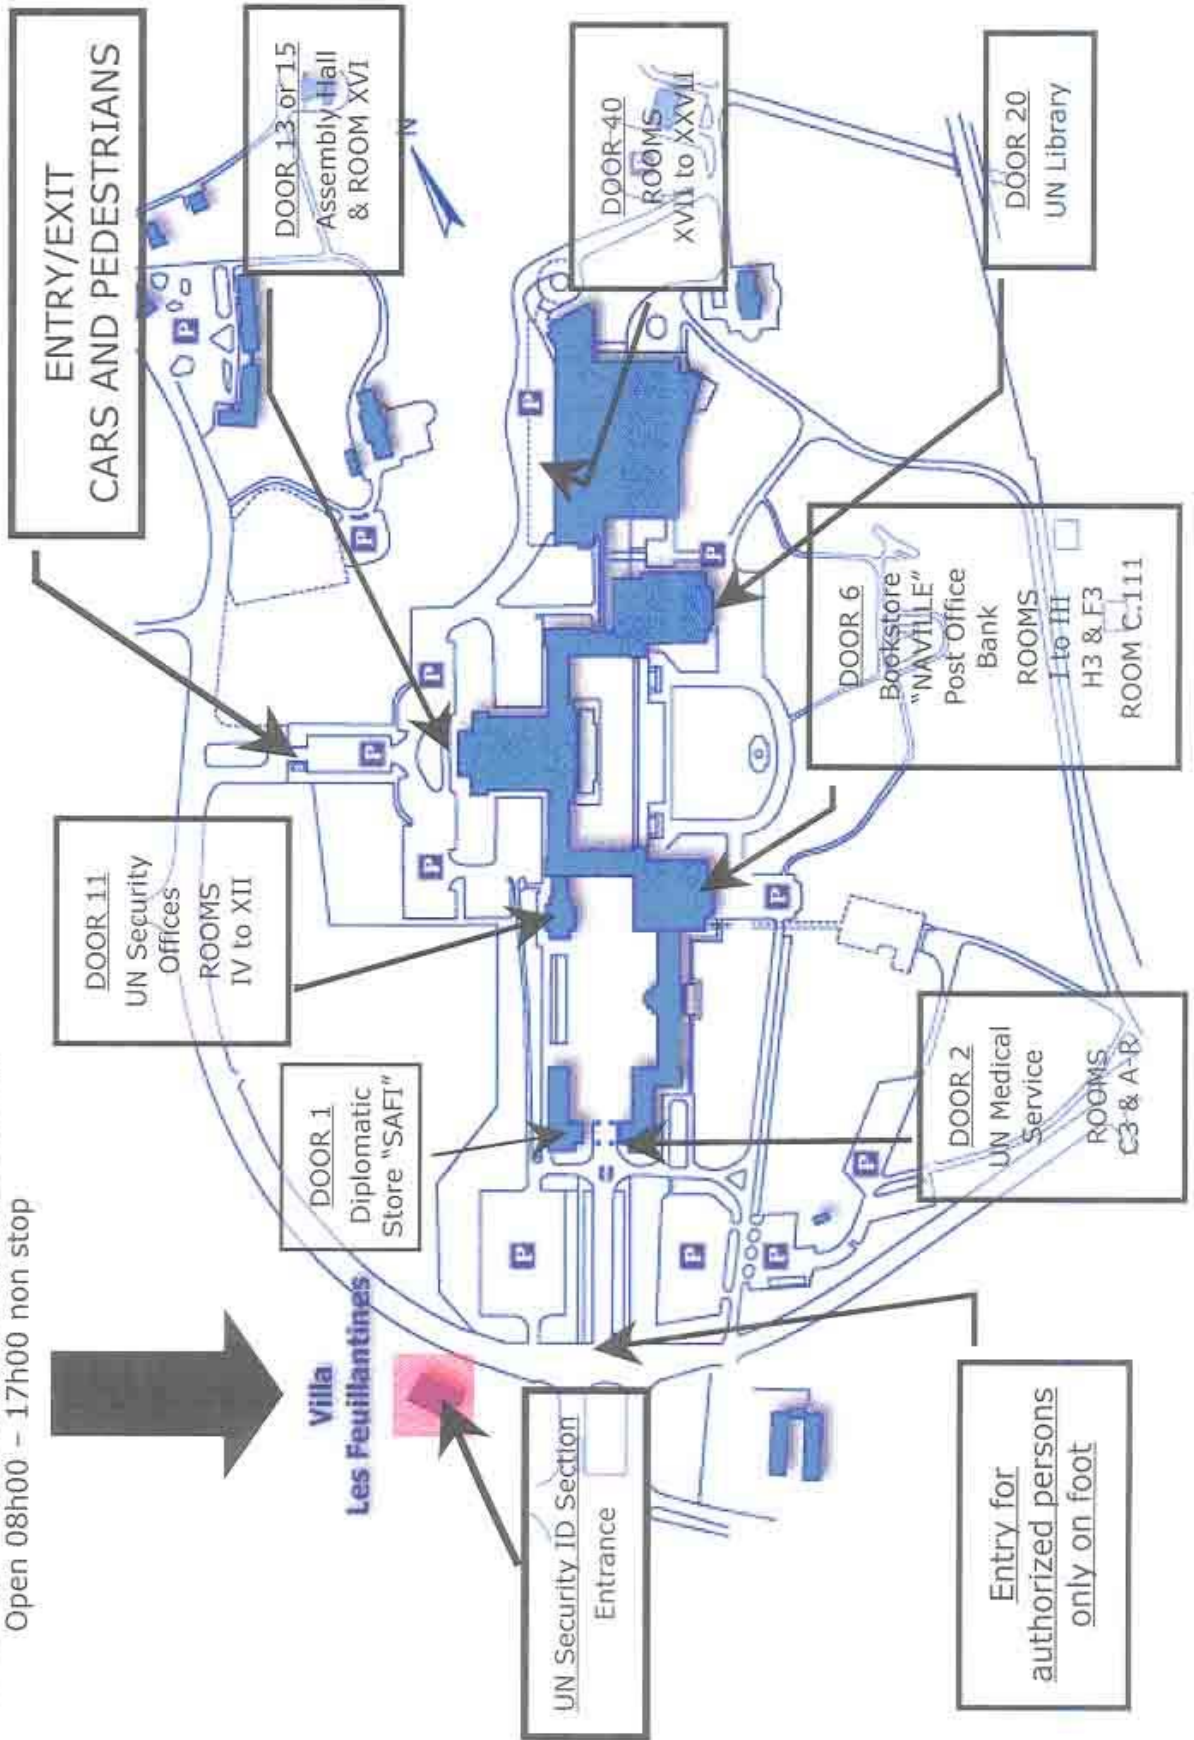 Open 08h00 – 17h00 non stop
Villa
Les Feuillantines
UN Security ID Section
Entrance
Entry for
authorized persons
only on foot
DOOR 1
Diplomatic
Store "SAFI"
DOOR 2
UN Medical
Service
ROOMS
C3 & A-R
DOOR 11
UN Security
Offices
ROOMS
IV to XII
DOOR 6
Bookstore
"NAVILLE"
Post Office
Bank
ROOMS
I to III
H3 & F3
ROOM C.111
ENTRY/EXIT
CARS AND PEDESTRIANS
DOOR 13 or 15
Assembly Hall
& ROOM XVI
N
DOOR 40
ROOMS
XVII to XXVII
DOOR 20
UN Library
P
P
P
P
P
P
P
P
P
P
P
P
P